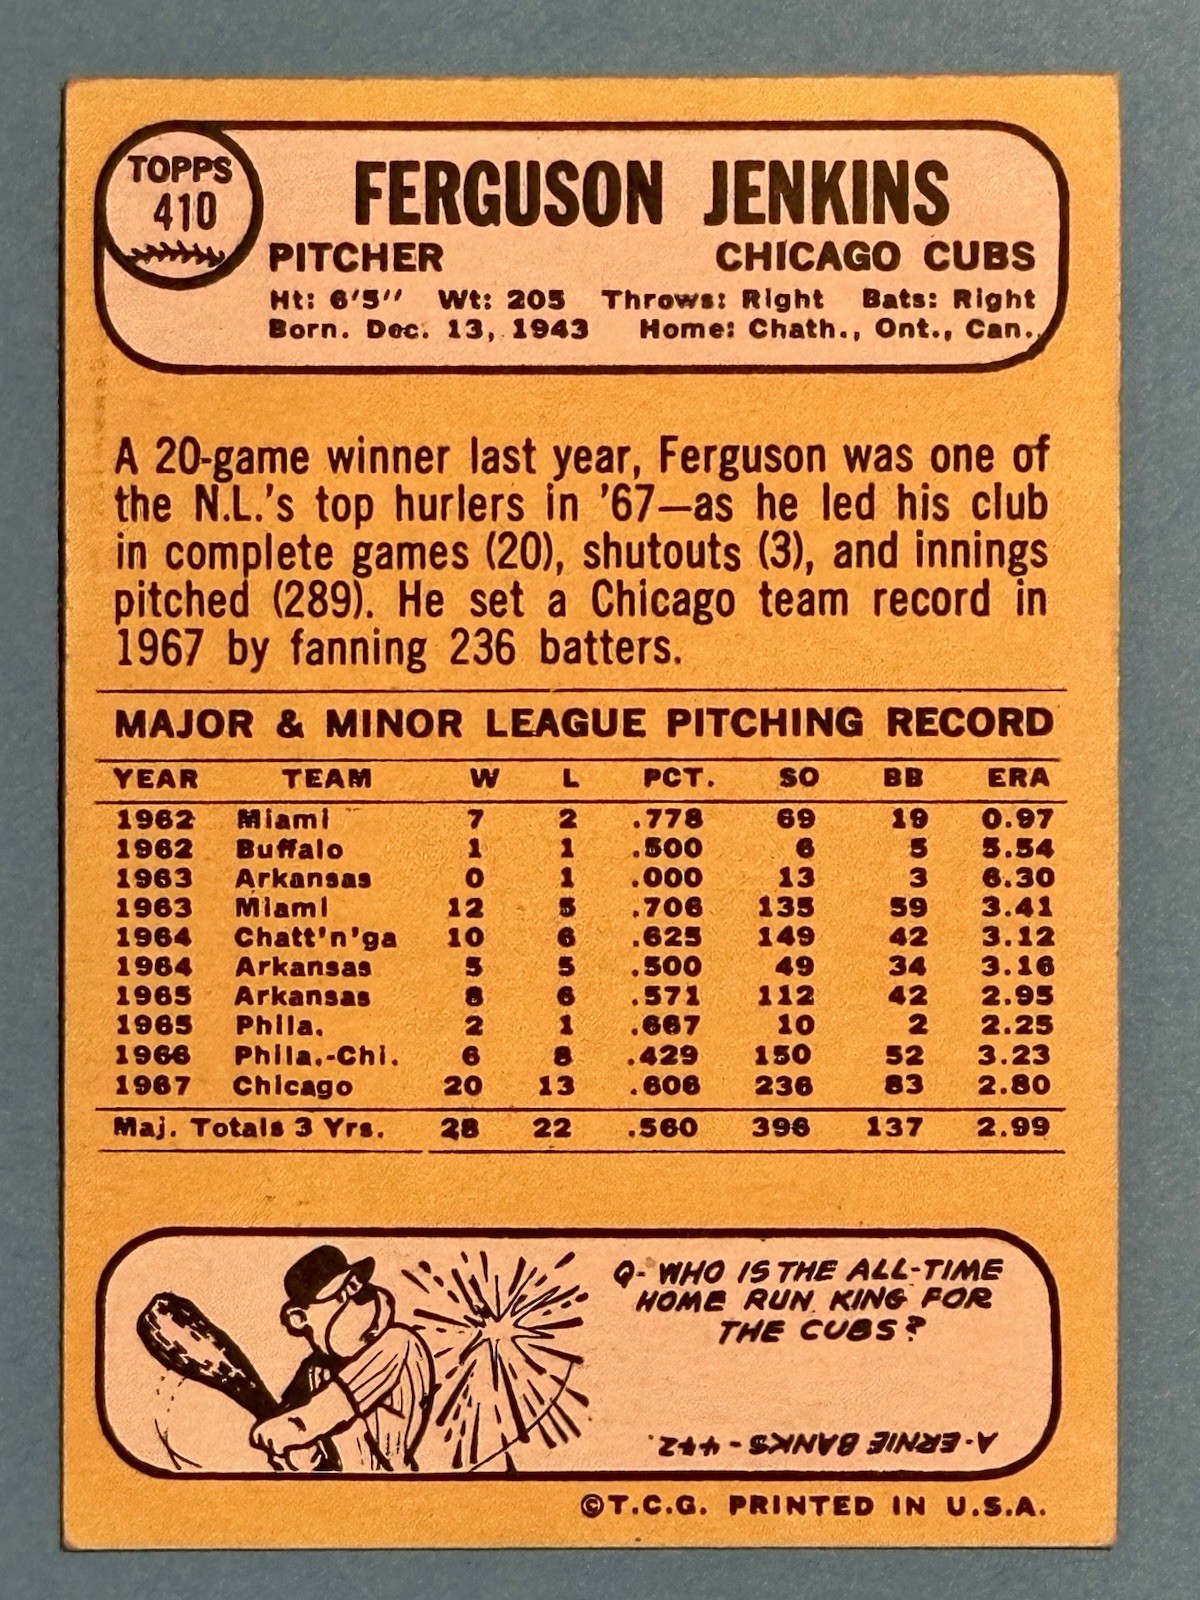 TOPPS
410
FERGUSON JENKINS
PITCHER CHICAGO CUBS
Ht: 6'5" Wt: 205 Throws: Right Bats: Right
Born. Dec. 13, 1943 Home: Chath., Ont., Can.
A 20-game winner last year, Ferguson was one of
the N.L.'s top hurlers in '67—as he led his club
in complete games (20), shutouts (3), and innings
pitched (289). He set a Chicago team record in
1967 by fanning 236 batters.
MAJOR & MINOR LEAGUE PITCHING RECORD
YEAR TEAM W L PCT. SO BB ERA
1962 Miami 7 2 .778 69 19 0.97
1962 Buffalo 1 1 .500 6 5 5.54
1963 Arkansas 0 1 .000 13 3 6.30
1963 Miami 12 5 .706 135 59 3.41
1964 Chatt'n'ga 10 6 .625 149 42 3.12
1964 Arkansas 5 5 .500 49 34 3.16
1965 Arkansas 8 6 .571 112 42 2.95
1965 Phila. 2 1 .667 10 2 2.25
1966 Phila.-Chi. 6 8 .429 150 52 3.23
1967 Chicago 20 13 .606 236 83 2.80
Maj. Totals 3 Yrs. 28 22 .560 396 137 2.99
Q- WHO IS THE ALL-TIME
HOME RUN KING FOR
THE CUBS?
A-ERNIE BANKS-442.
©T.C.G. PRINTED IN U.S.A.